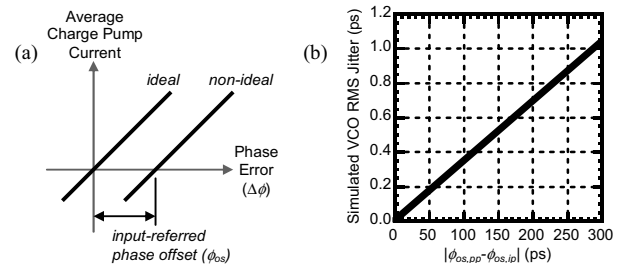 (a)
Average
Charge Pump
Current
ideal
non-ideal
Phase
Error
(Δϕ)
input-referred
phase offset (ϕos)
(b)
Simulated VCO RMS Jitter (ps)
1.2
1.0
0.8
0.6
0.4
0.2
0.0
0 50 100 150 200 250 300
|ϕos,pp-ϕos,ip| (ps)